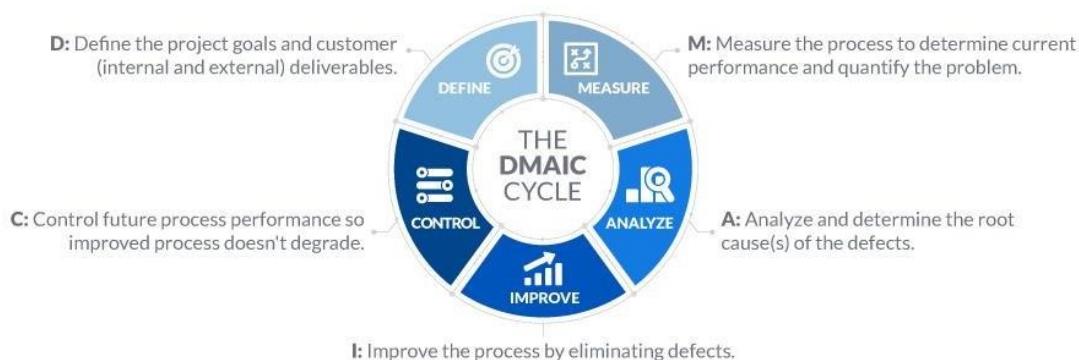 D: Define the project goals and customer
(internal and external) deliverables.
DEFINE
MEASURE
M: Measure the process to determine current
performance and quantify the problem.
THE
DMAIC
CYCLE
C: Control future process performance so
improved process doesn't degrade.
CONTROL
ANALYZE
A: Analyze and determine the root
cause(s) of the defects.
IMPROVE
I: Improve the process by eliminating defects.